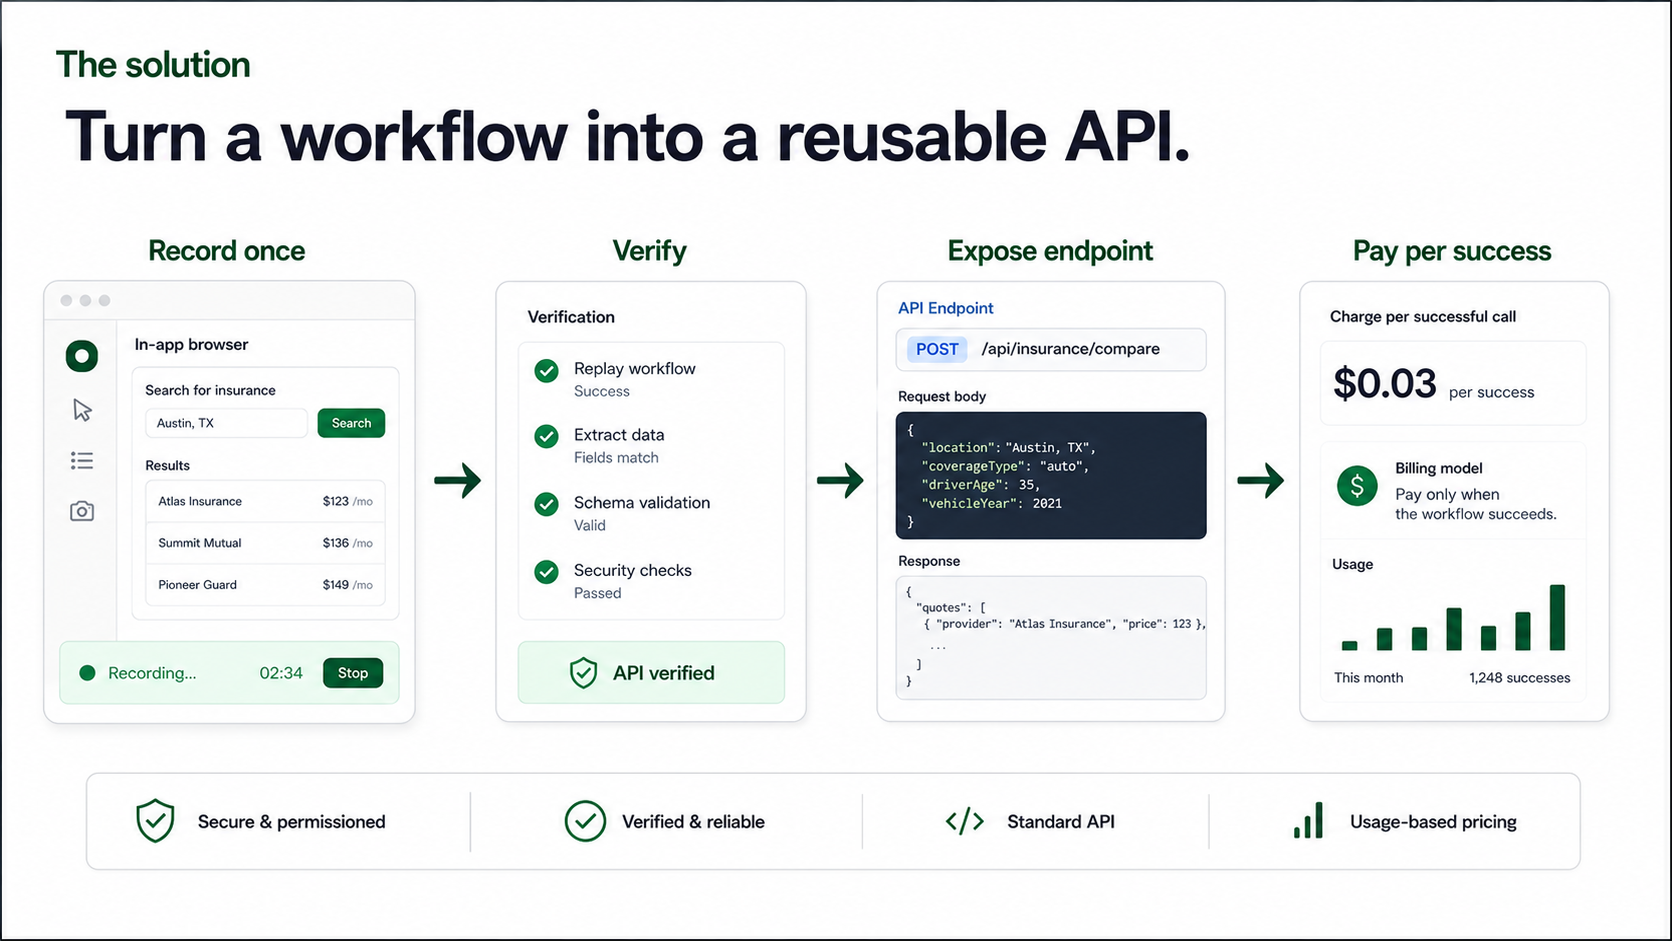 The solution
Turn a workflow into a reusable API.
Record once
In-app browser
Search for insurance
Austin, TX
Search
Results
Atlas Insurance $123 /mo
Summit Mutual $136 /mo
Pioneer Guard $149 /mo
Recording... 02:34 Stop
Verify
Verification
Replay workflow
Success
Extract data
Fields match
Schema validation
Valid
Security checks
Passed
API verified
Expose endpoint
API Endpoint
POST /api/insurance/compare
Request body
{
"location": "Austin, TX",
"coverageType": "auto",
"driverAge": 35,
"vehicleYear": 2021
}
Response
{
"quotes": [
{ "provider": "Atlas Insurance", "price": 123 },
...
]
}
Pay per success
Charge per successful call
$0.03 per success
$
Billing model
Pay only when
the workflow succeeds.
Usage
This month 1,248 successes
Secure & permissioned
Verified & reliable
</> Standard API
Usage-based pricing